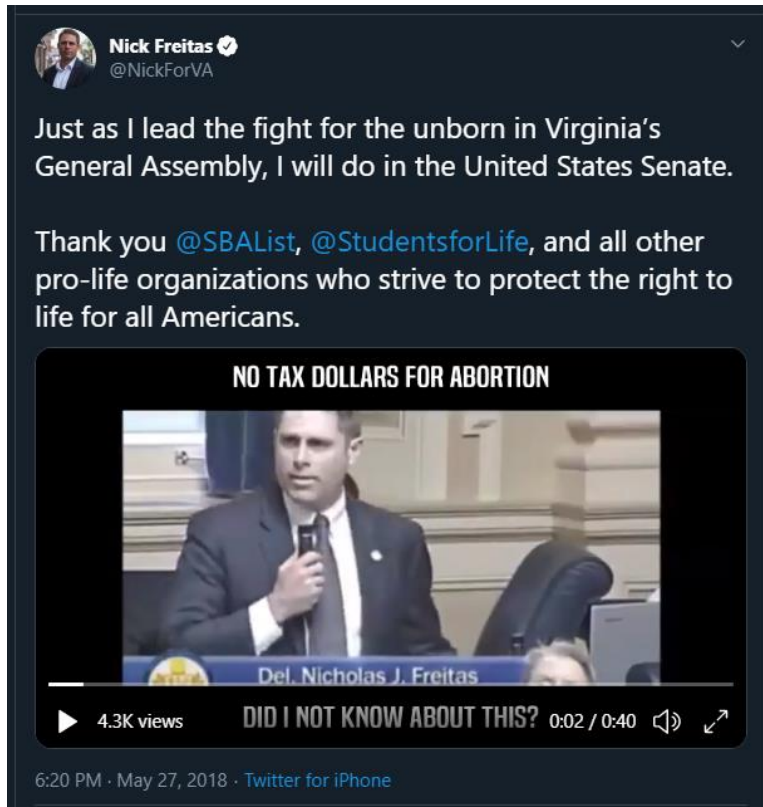 Nick Freitas
@NickForVA
Just as I lead the fight for the unborn in Virginia's
General Assembly, I will do in the United States Senate.
Thank you @SBAList, @StudentsforLife, and all other
pro-life organizations who strive to protect the right to
life for all Americans.
NO TAX DOLLARS FOR ABORTION
Del. Nicholas J. Freitas
4.3K views DID I NOT KNOW ABOUT THIS? 0:02 / 0:40
6:20 PM · May 27, 2018 · Twitter for iPhone